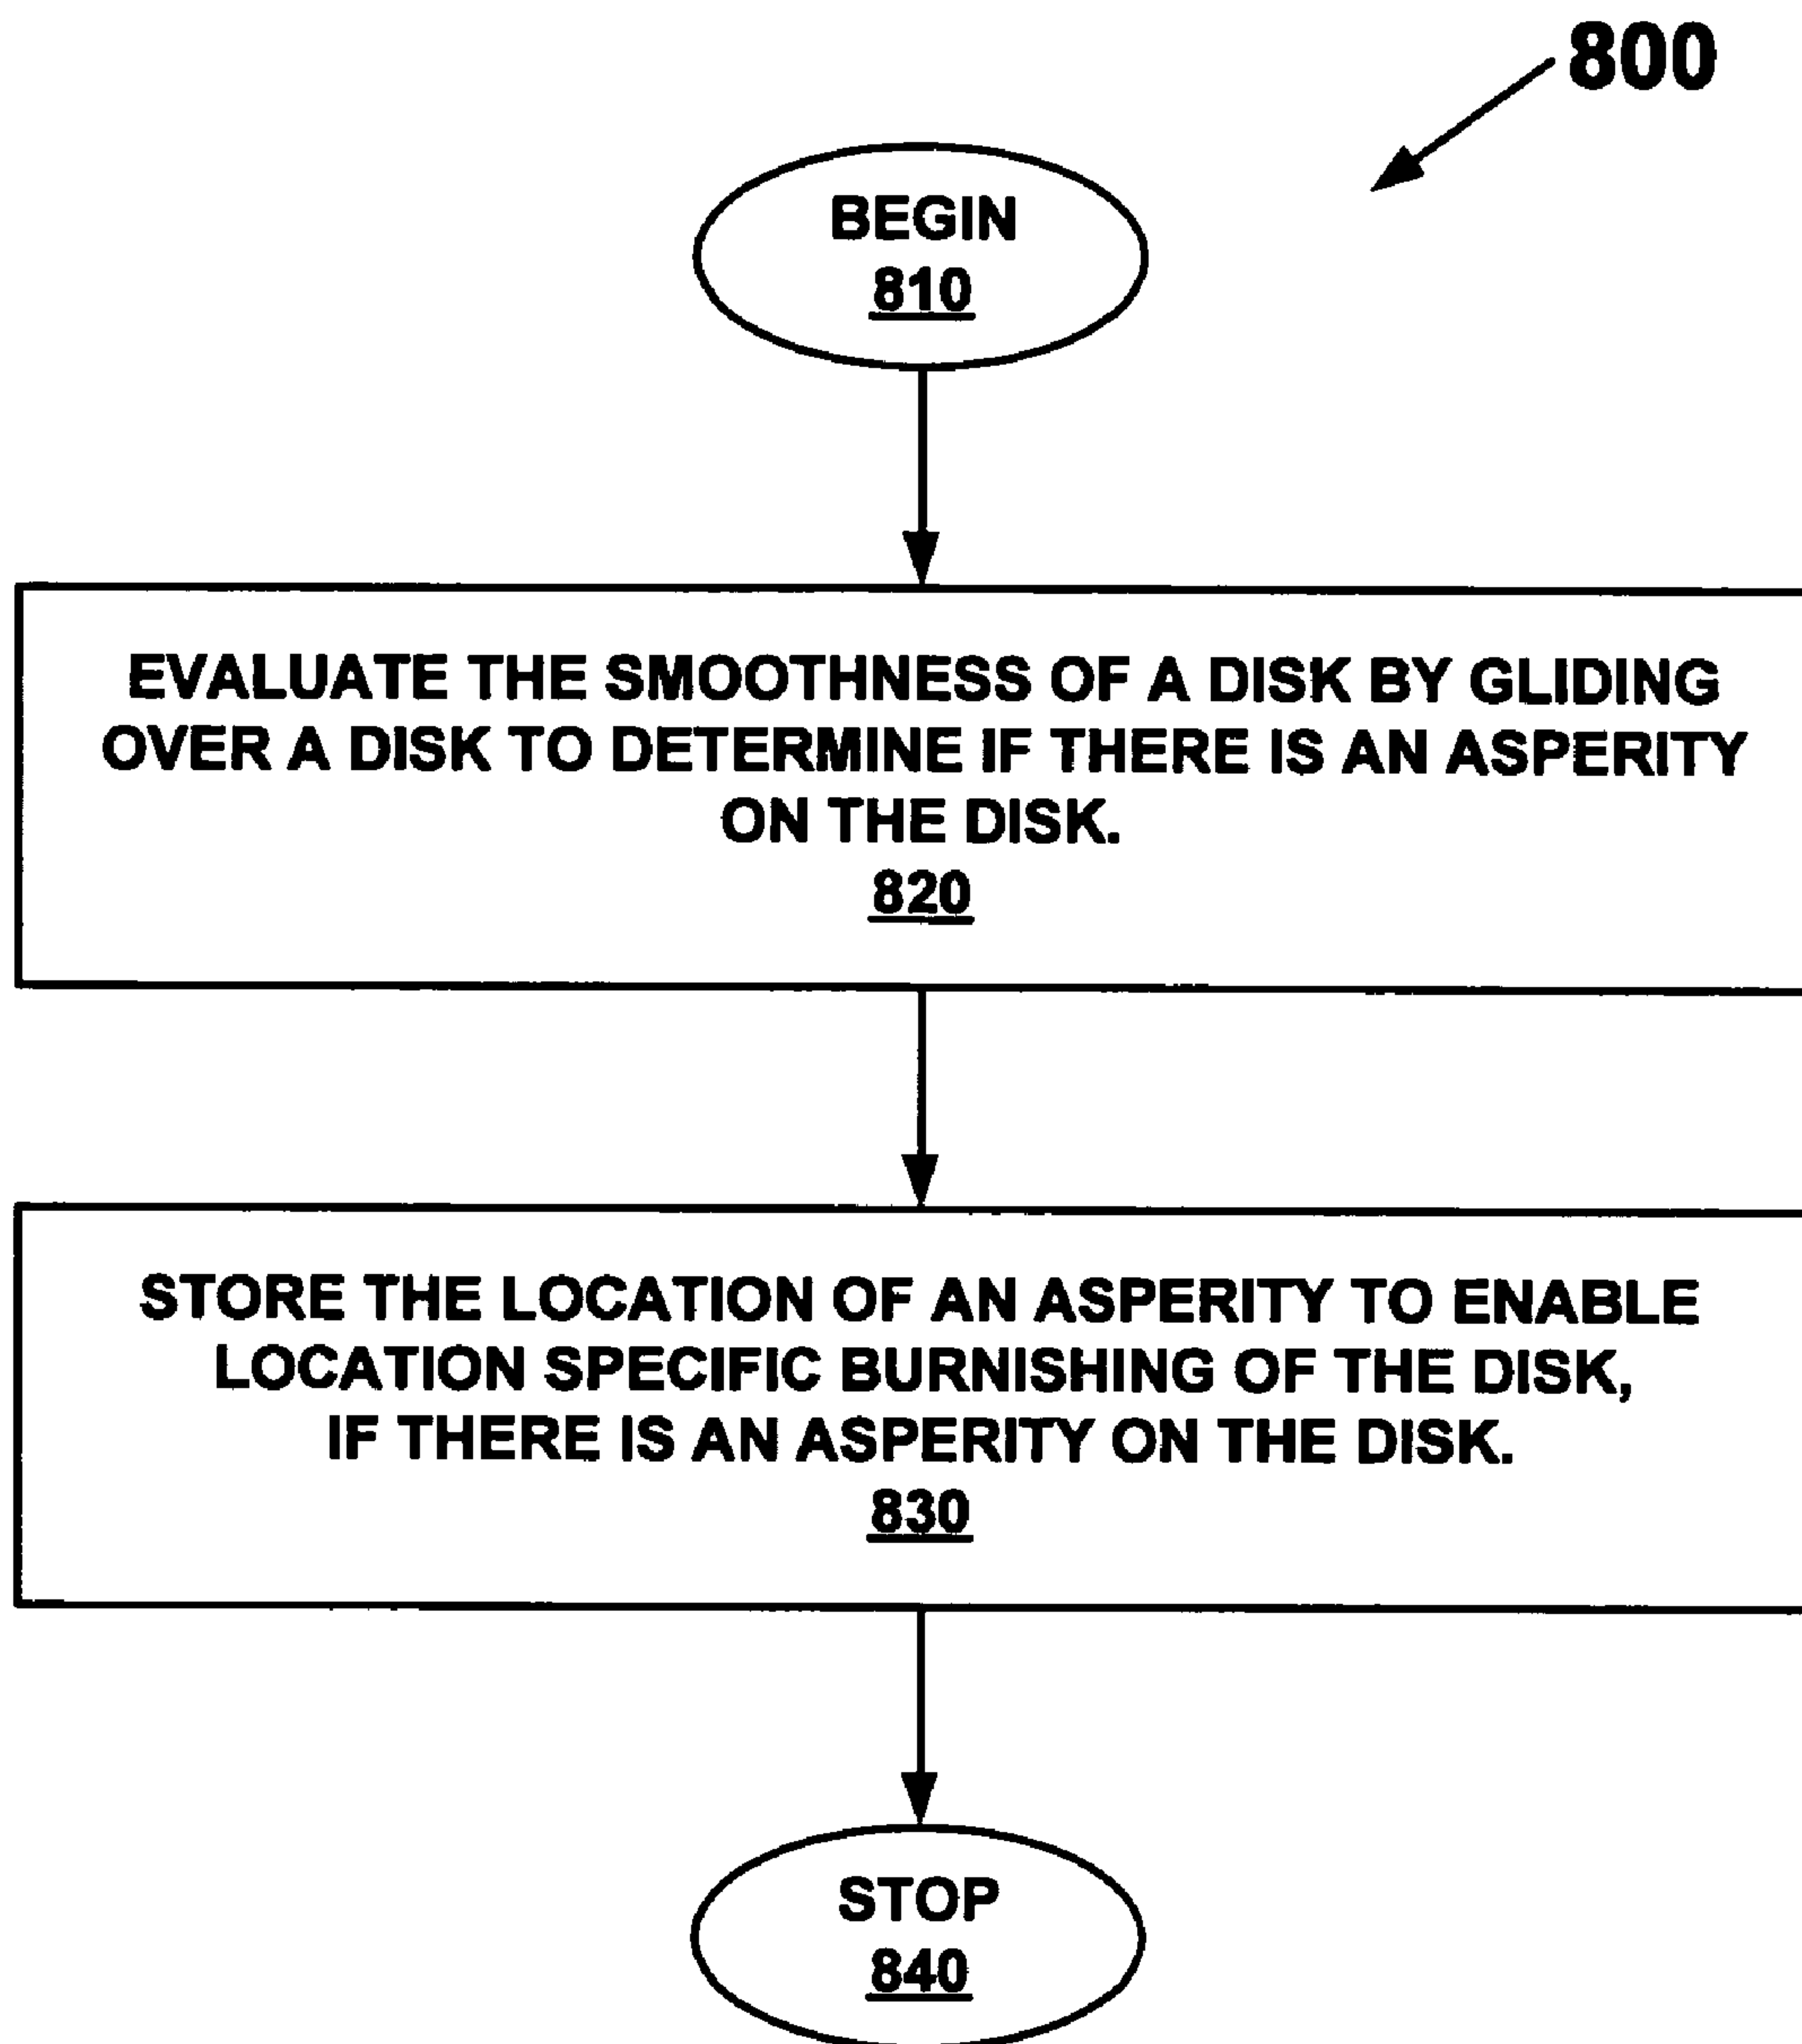 800
BEGIN
810
EVALUATE THE SMOOTHNESS OF A DISK BY GLIDING
OVER A DISK TO DETERMINE IF THERE IS AN ASPERITY
ON THE DISK.
820
STORE THE LOCATION OF AN ASPERITY TO ENABLE
LOCATION SPECIFIC BURNISHING OF THE DISK,
IF THERE IS AN ASPERITY ON THE DISK.
830
STOP
840